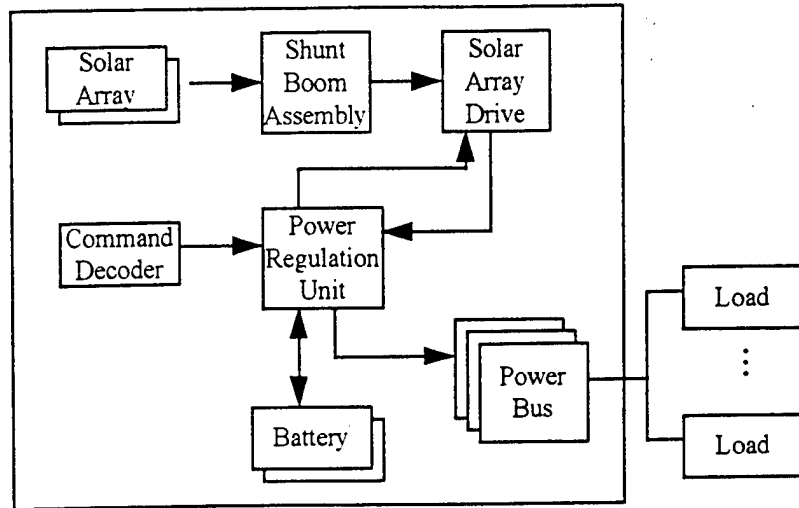 Solar
Array
Shunt
Boom
Assembly
Solar
Array
Drive
Command
Decoder
Power
Regulation
Unit
Load
Power
Bus
Battery
Load